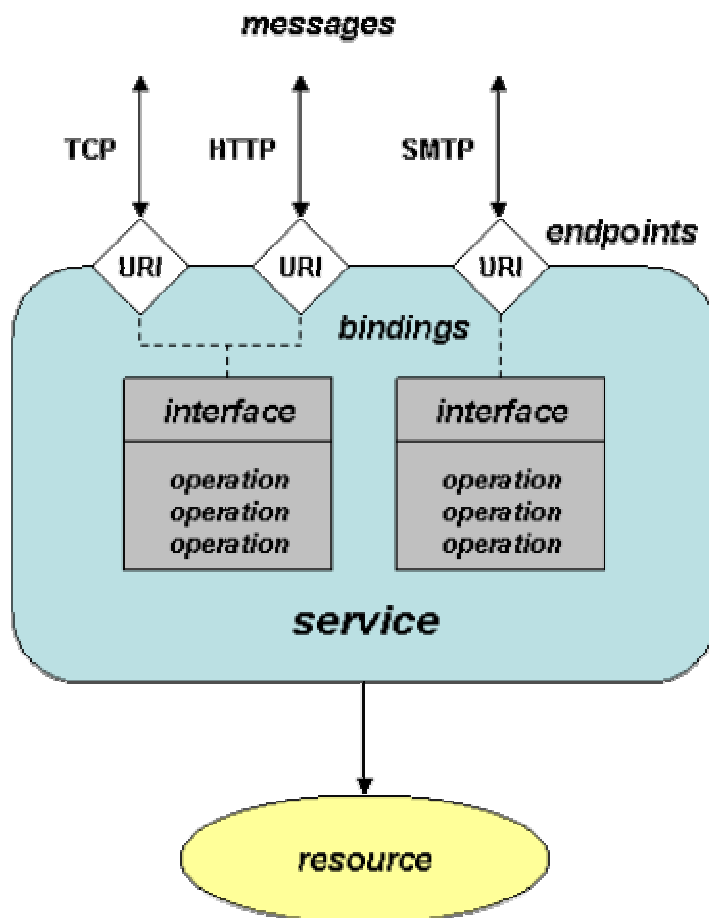 messages
TCP HTTP SMTP
endpoints
URI URI URI
bindings
interface interface
operation operation
operation operation
operation operation
service
resource